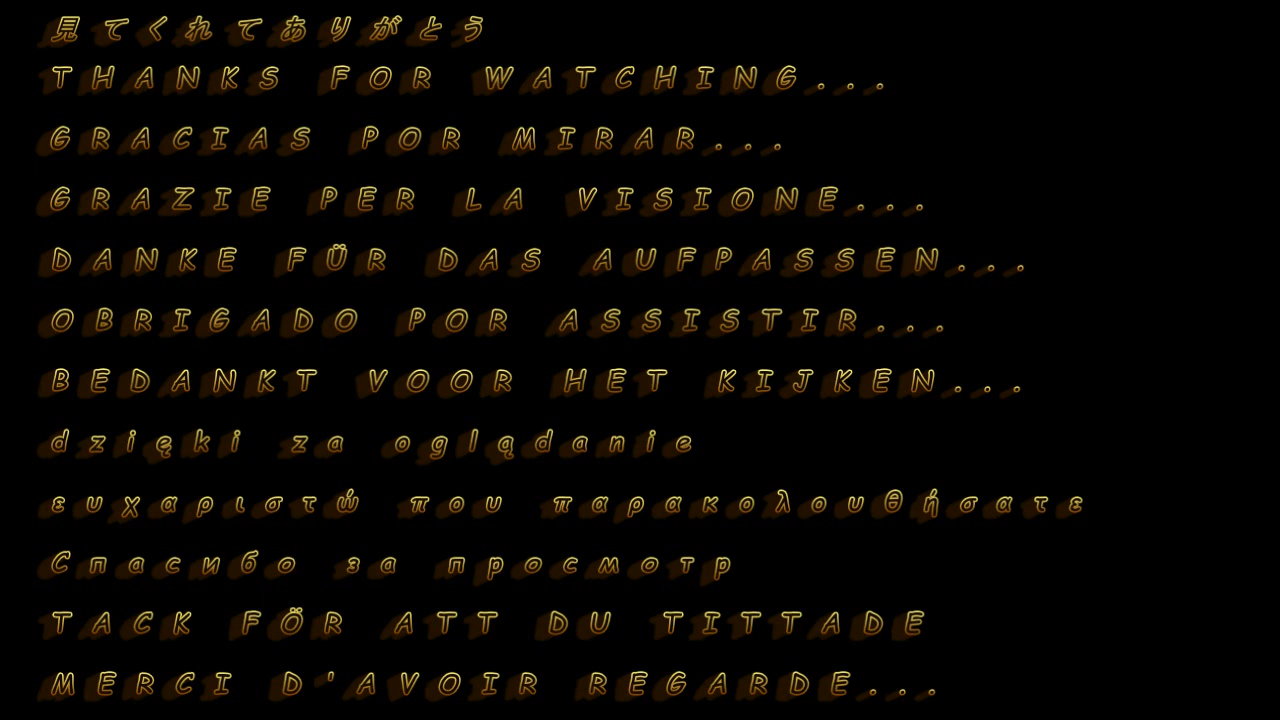 見てくれてありがとう
THANKS FOR WATCHING...
GRACIAS POR MIRAR...
GRAZIE PER LA VISIONE...
DANKE FÜR DAS AUFPASSEN...
OBRIGADO POR ASSISTIR...
BEDANKT VOOR HET KIJKEN...
dzięki za oglądanie
ευχαριστώ που παρακολουθήσατε
Спасибо за просмотр
TACK FÖR ATT DU TITTADE
MERCI D'AVOIR REGARDE...